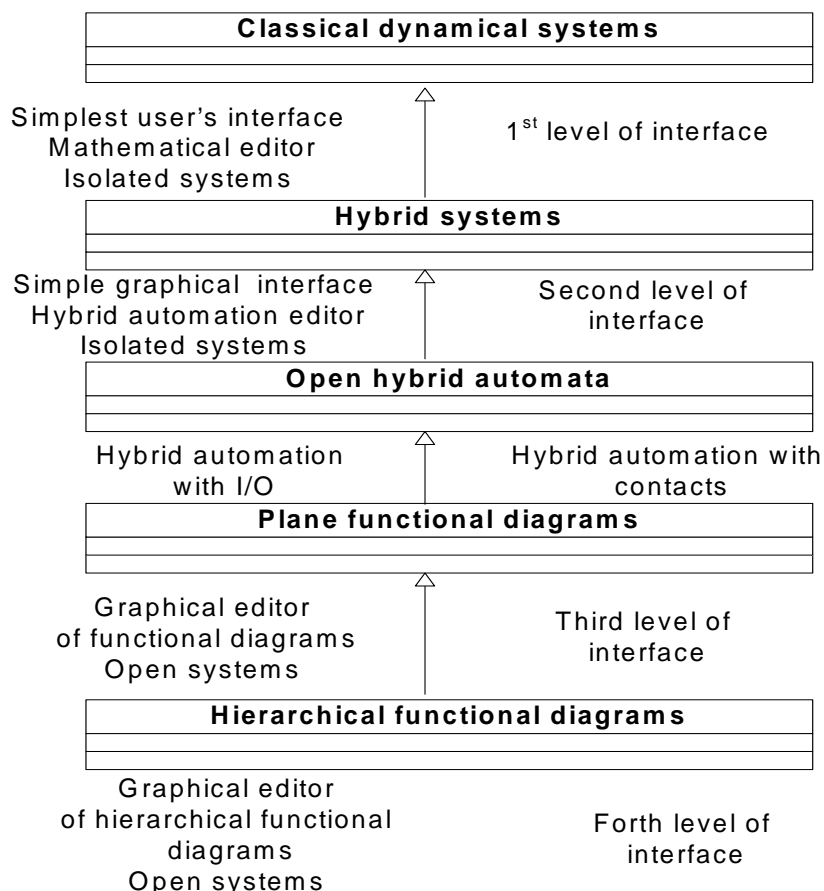 Classical dynamical systems
Simplest user's interface
Mathematical editor
Isolated systems
1st level of interface
Hybrid systems
Simple graphical interface
Hybrid automation editor
Isolated systems
Second level of
interface
Open hybrid automata
Hybrid automation
with I/O
Hybrid automation with
contacts
Plane functional diagrams
Graphical editor
of functional diagrams
Open systems
Third level of
interface
Hierarchical functional diagrams
Graphical editor
of hierarchical functional
diagrams
Open systems
Forth level of
interface